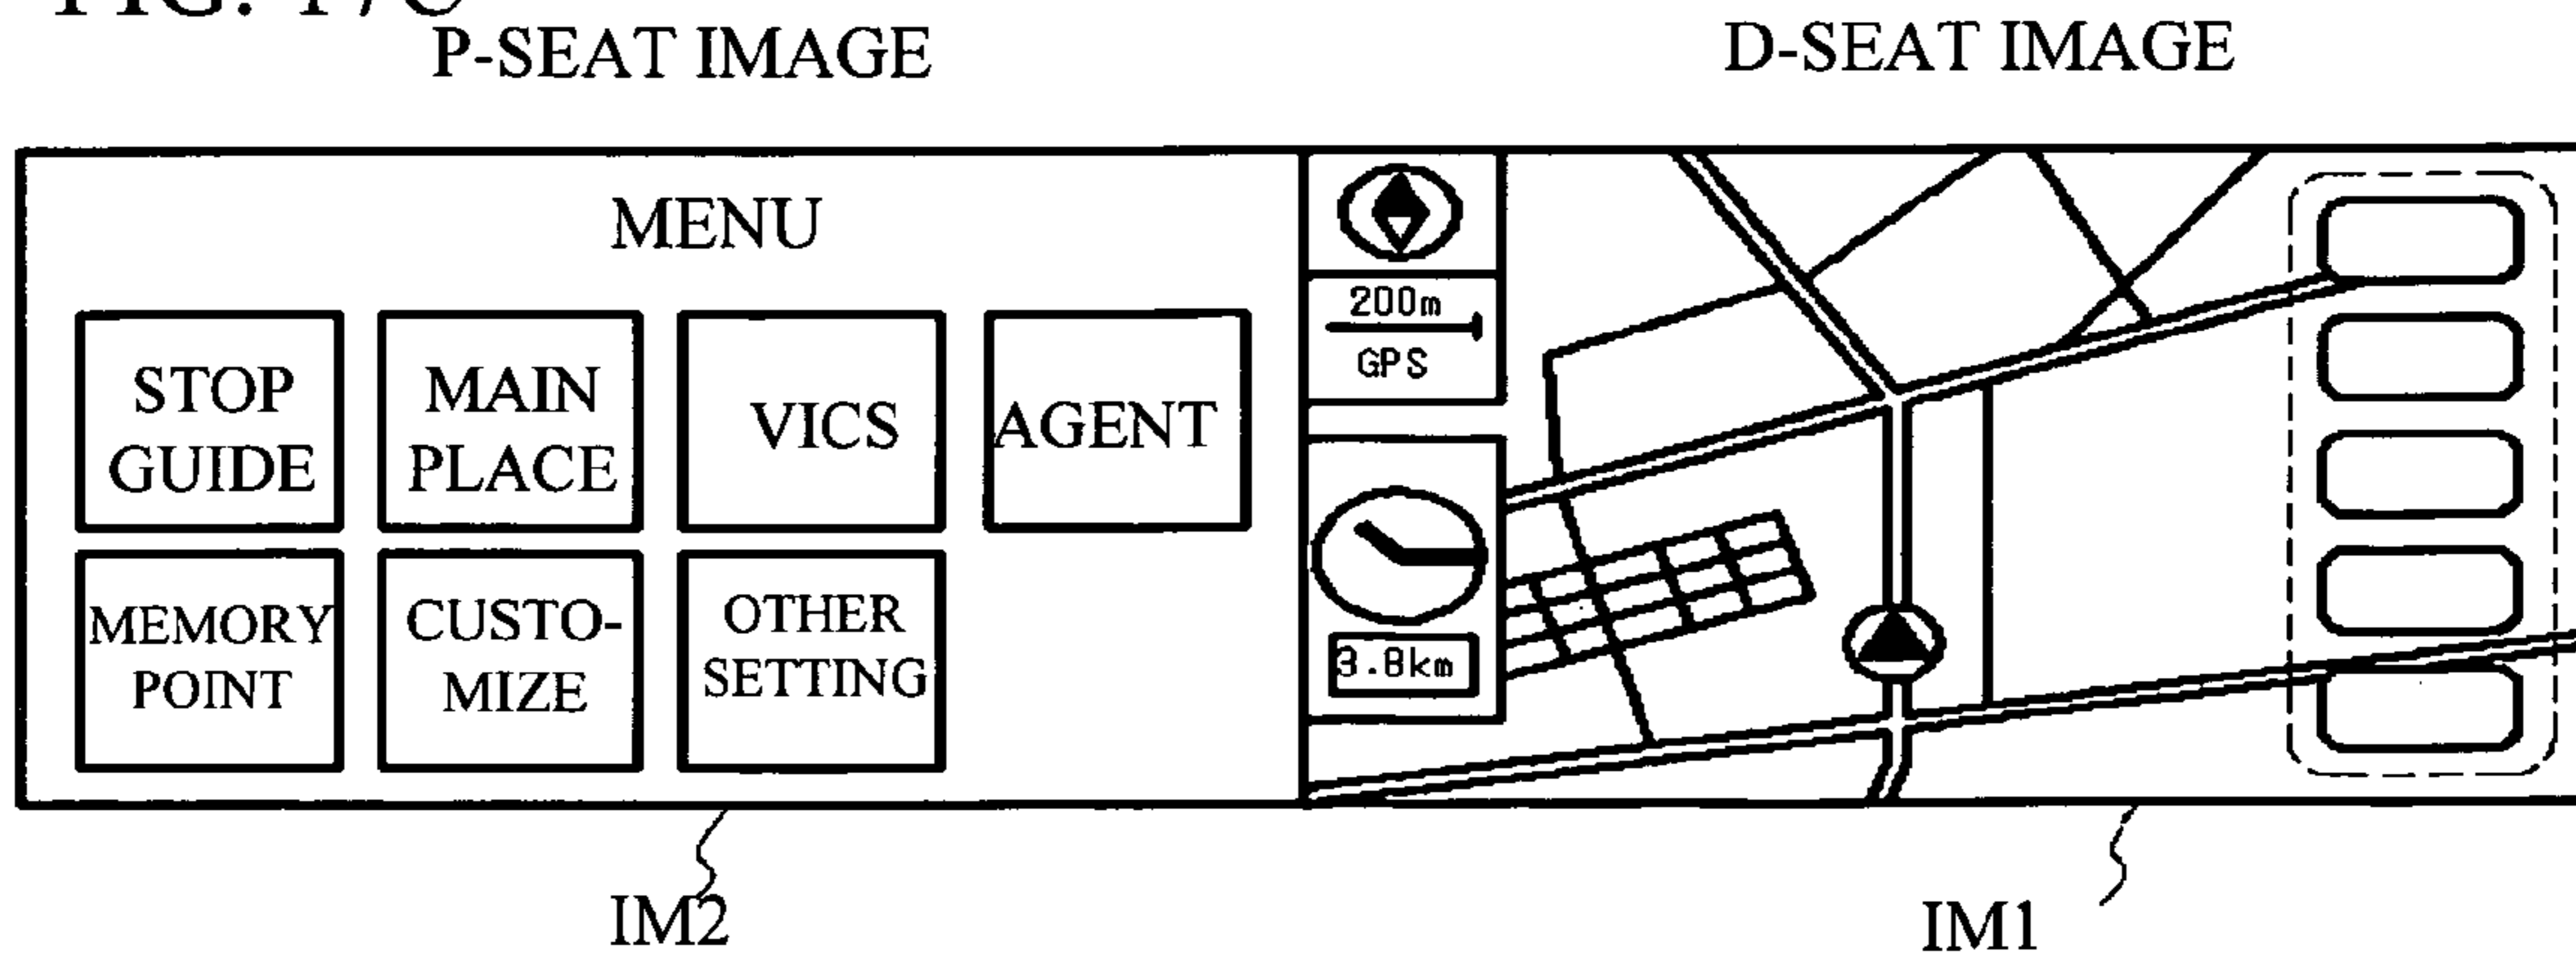 FIG.
P-SEAT IMAGE
D-SEAT IMAGE
MENU
STOP
GUIDE
MAIN
PLACE
VICS
AGENT
MEMORY
POINT
CUSTO-
MIZE
OTHER
SETTING
200m
GPS
3.8km
IM2
IM1